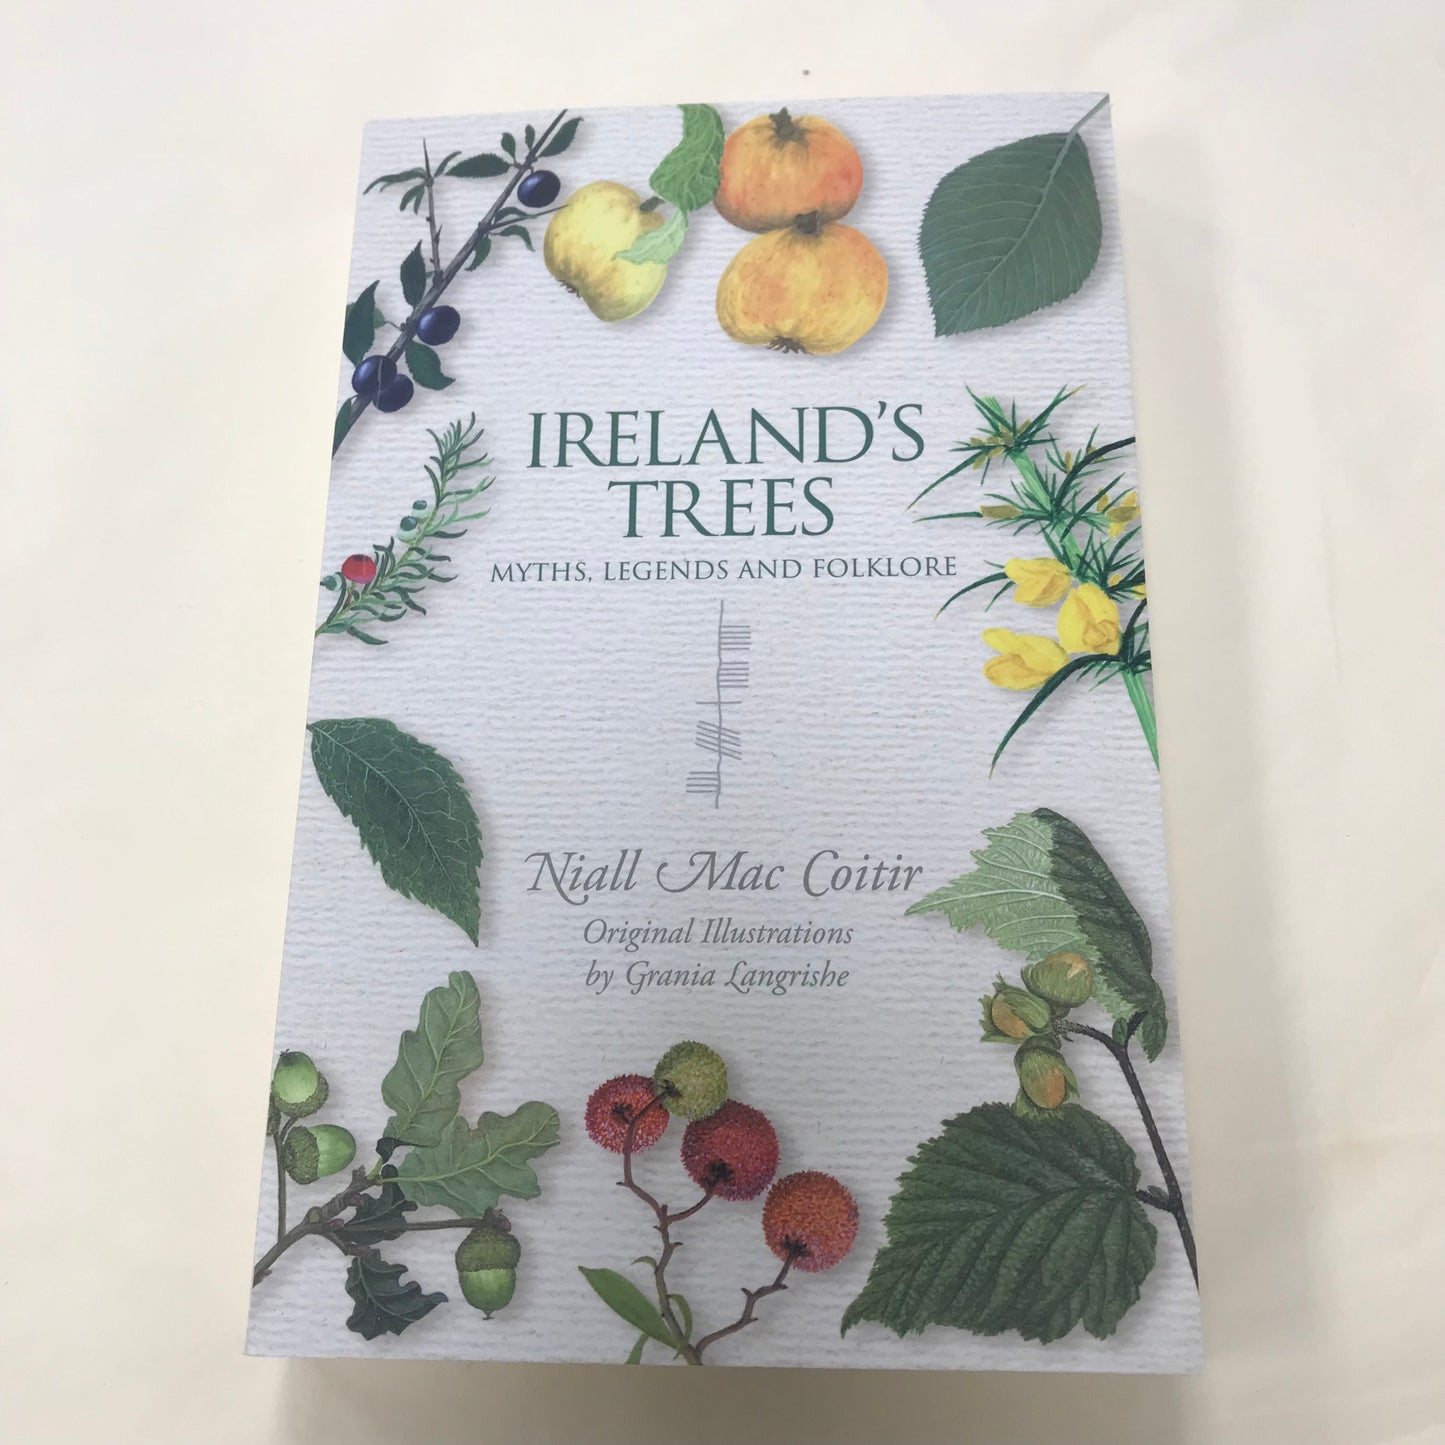 IRELAND'S
TREES
MYTHS, LEGENDS AND FOLKLORE
Niall Mac Coitir
Original Illustrations
by Grania Langrishe